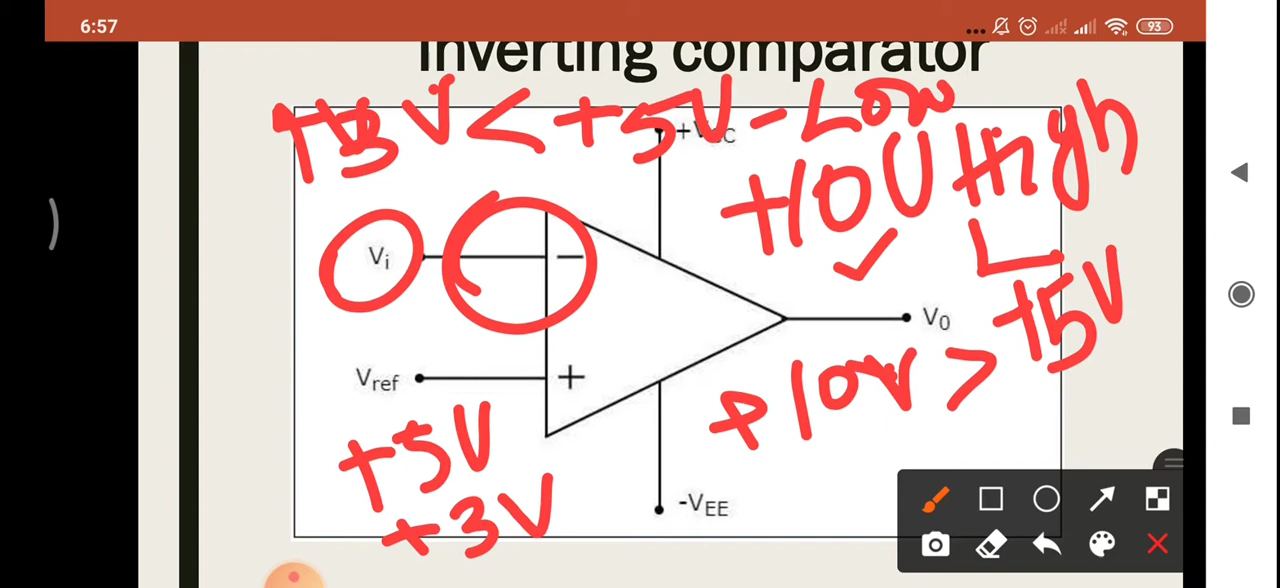 6:57
93
Inverting comparator
+3V < +5V - Low
+VCC
+10V High
Vi
−
+5V
V0
Vref
+
+10V >
+5V
+3V
-VEE